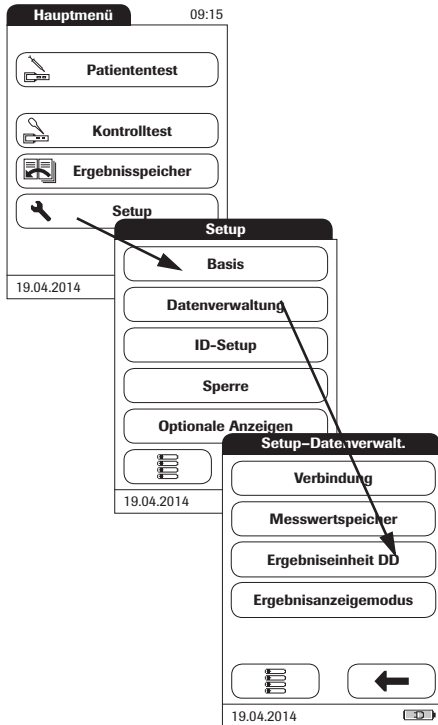 Hauptmenü 09:15
Patiententest
Kontrolltest
Ergebnisspeicher
Setup
19.04.2014
Setup
Basis
Datenverwaltung
ID-Setup
Sperre
Optionale Anzeigen
19.04.2014
Setup–Datenverwalt.
Verbindung
Messwertspeicher
Ergebniseinheit DD
Ergebnisanzeigemodus
19.04.2014